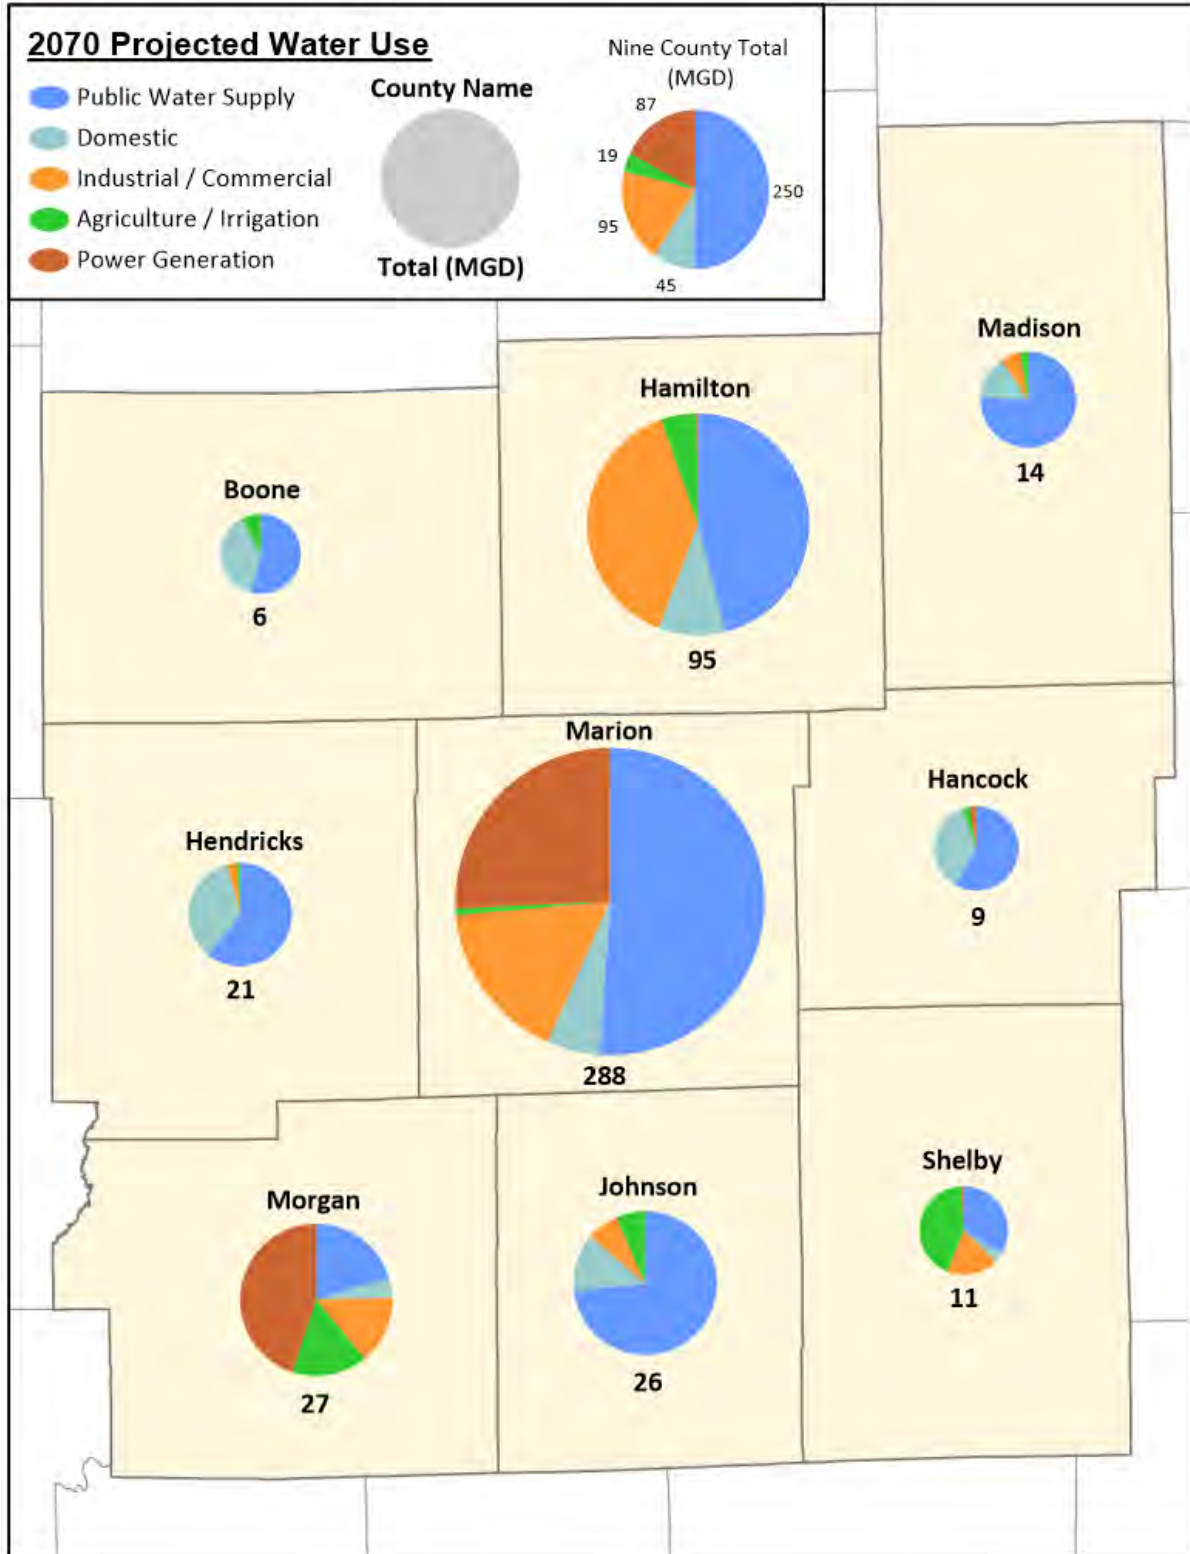 2070 Projected Water Use
Public Water Supply
Domestic
Industrial / Commercial
Agriculture / Irrigation
Power Generation
County Name
Total (MGD)
Nine County Total
(MGD)
87
19
250
95
45
Madison
14
Hamilton
95
Boone
6
Marion
288
Hancock
9
Hendricks
21
Shelby
11
Johnson
26
Morgan
27